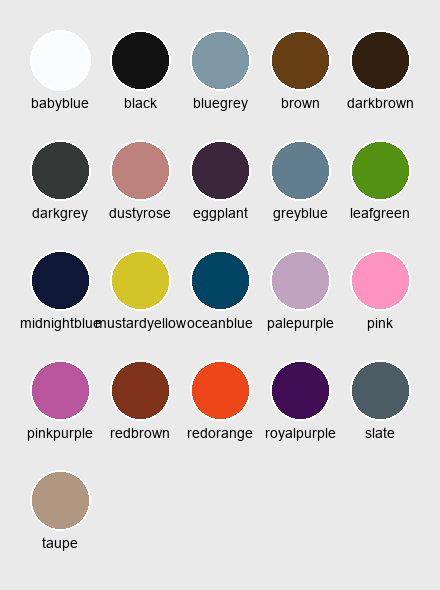 babyblue black bluegrey brown darkbrown
darkgrey dustyrose eggplant greyblue leafgreen
midnightblue mustardyellow oceanblue palepurple pink
pinkpurple redbrown redorange royalpurple slate
taupe